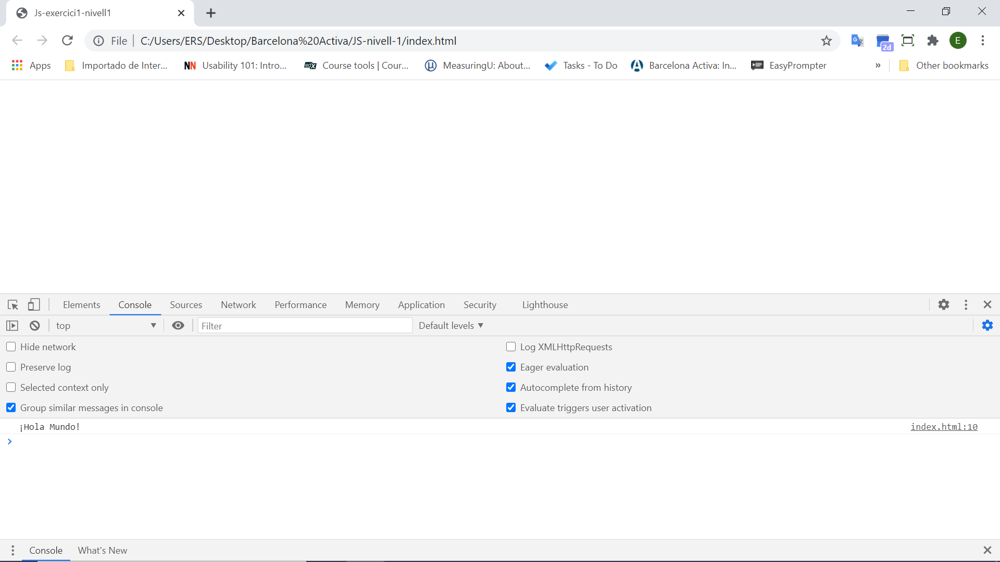 Js-exercici1-nivell1
File C:/Users/ERS/Desktop/Barcelona%20Activa/JS-nivell-1/index.html 2d E
Apps Importado de Inter... NN Usability 101: Intro... edX Course tools | Cour... MeasuringU: About... Tasks - To Do Barcelona Activa: In... EasyPrompter » Other bookmarks
Elements Console Sources Network Performance Memory Application Security Lighthouse
top Filter Default levels
Hide network Log XMLHttpRequests
Preserve log Eager evaluation
Selected context only Autocomplete from history
Group similar messages in console Evaluate triggers user activation
¡Hola Mundo! index.html:10
>
Console What's New